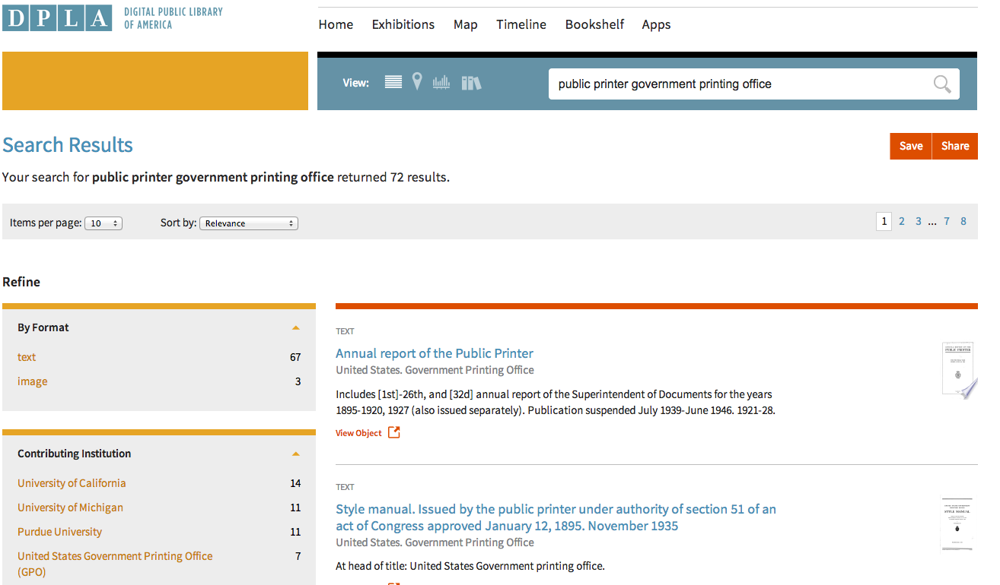 DPLA DIGITAL PUBLIC LIBRARY
OF AMERICA
Home Exhibitions Map Timeline Bookshelf Apps
View: public printer government printing office
Search Results
Save Share
Your search for public printer government printing office returned 72 results.
Items per page: 10 Sort by: Relevance 1 2 3 ... 7 8
Refine
By Format
text 67
image 3
Contributing Institution
University of California 14
University of Michigan 11
Purdue University 11
United States Government Printing Office 7
(GPO)
TEXT
Annual report of the Public Printer
United States. Government Printing Office
Includes [1st]-26th, and [32d] annual report of the Superintendent of Documents for the years
1895-1920, 1927 (also issued separately). Publication suspended July 1939-June 1946. 1921-28.
View Object
PUBLIC PRINTER
TEXT
Style manual. Issued by the public printer under authority of section 51 of an
act of Congress approved January 12, 1895. November 1935
United States. Government Printing Office
At head of title: United States Government printing office.
STYLE MANUAL